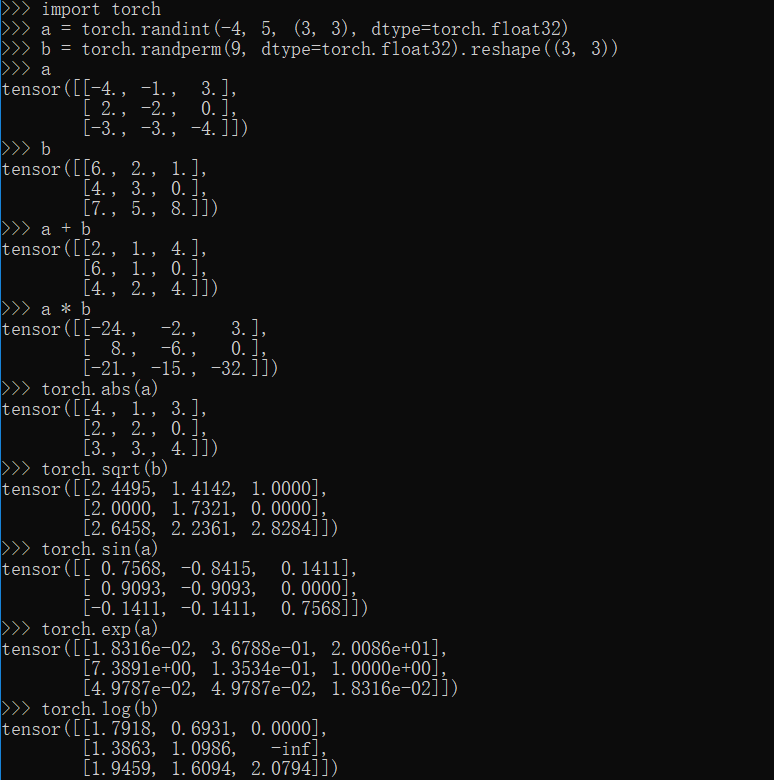 >>> import torch
>>> a = torch.randint(-4, 5, (3, 3), dtype=torch.float32)
>>> b = torch.randperm(9, dtype=torch.float32).reshape((3, 3))
>>> a
tensor([[-4., -1.,  3.],
        [ 2., -2.,  0.],
        [-3., -3., -4.]])
>>> b
tensor([[6., 2., 1.],
        [4., 3., 0.],
        [7., 5., 8.]])
>>> a + b
tensor([[2., 1., 4.],
        [6., 1., 0.],
        [4., 2., 4.]])
>>> a * b
tensor([[-24.,  -2.,   3.],
        [  8.,  -6.,   0.],
        [-21., -15., -32.]])
>>> torch.abs(a)
tensor([[4., 1., 3.],
        [2., 2., 0.],
        [3., 3., 4.]])
>>> torch.sqrt(b)
tensor([[2.4495, 1.4142, 1.0000],
        [2.0000, 1.7321, 0.0000],
        [2.6458, 2.2361, 2.8284]])
>>> torch.sin(a)
tensor([[ 0.7568, -0.8415,  0.1411],
        [ 0.9093, -0.9093,  0.0000],
        [-0.1411, -0.1411,  0.7568]])
>>> torch.exp(a)
tensor([[1.8316e-02, 3.6788e-01, 2.0086e+01],
        [7.3891e+00, 1.3534e-01, 1.0000e+00],
        [4.9787e-02, 4.9787e-02, 1.8316e-02]])
>>> torch.log(b)
tensor([[1.7918, 0.6931, 0.0000],
        [1.3863, 1.0986,   -inf],
        [1.9459, 1.6094, 2.0794]])